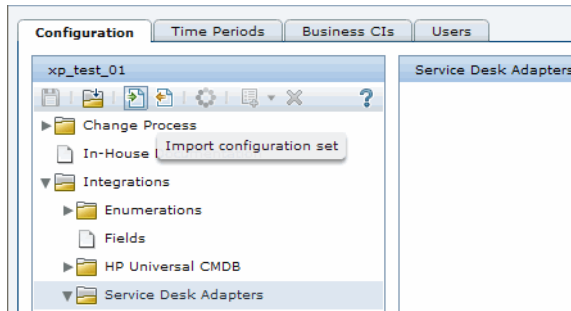 Configuration Time Periods Business CIs Users
xp_test_01 Service Desk Adapters
?
Change Process
In-House
Import configuration set
Integrations
Enumerations
Fields
HP Universal CMDB
Service Desk Adapters